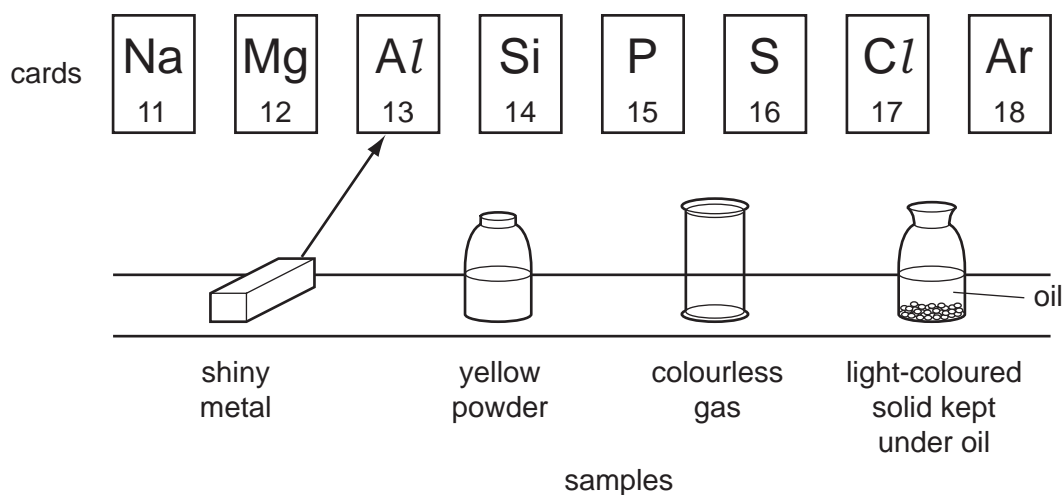 cards
Na Mg Al Si P S Cl Ar
11 12 13 14 15 16 17 18
oil
shiny metal
yellow powder
colourless gas
light-coloured solid kept under oil
samples